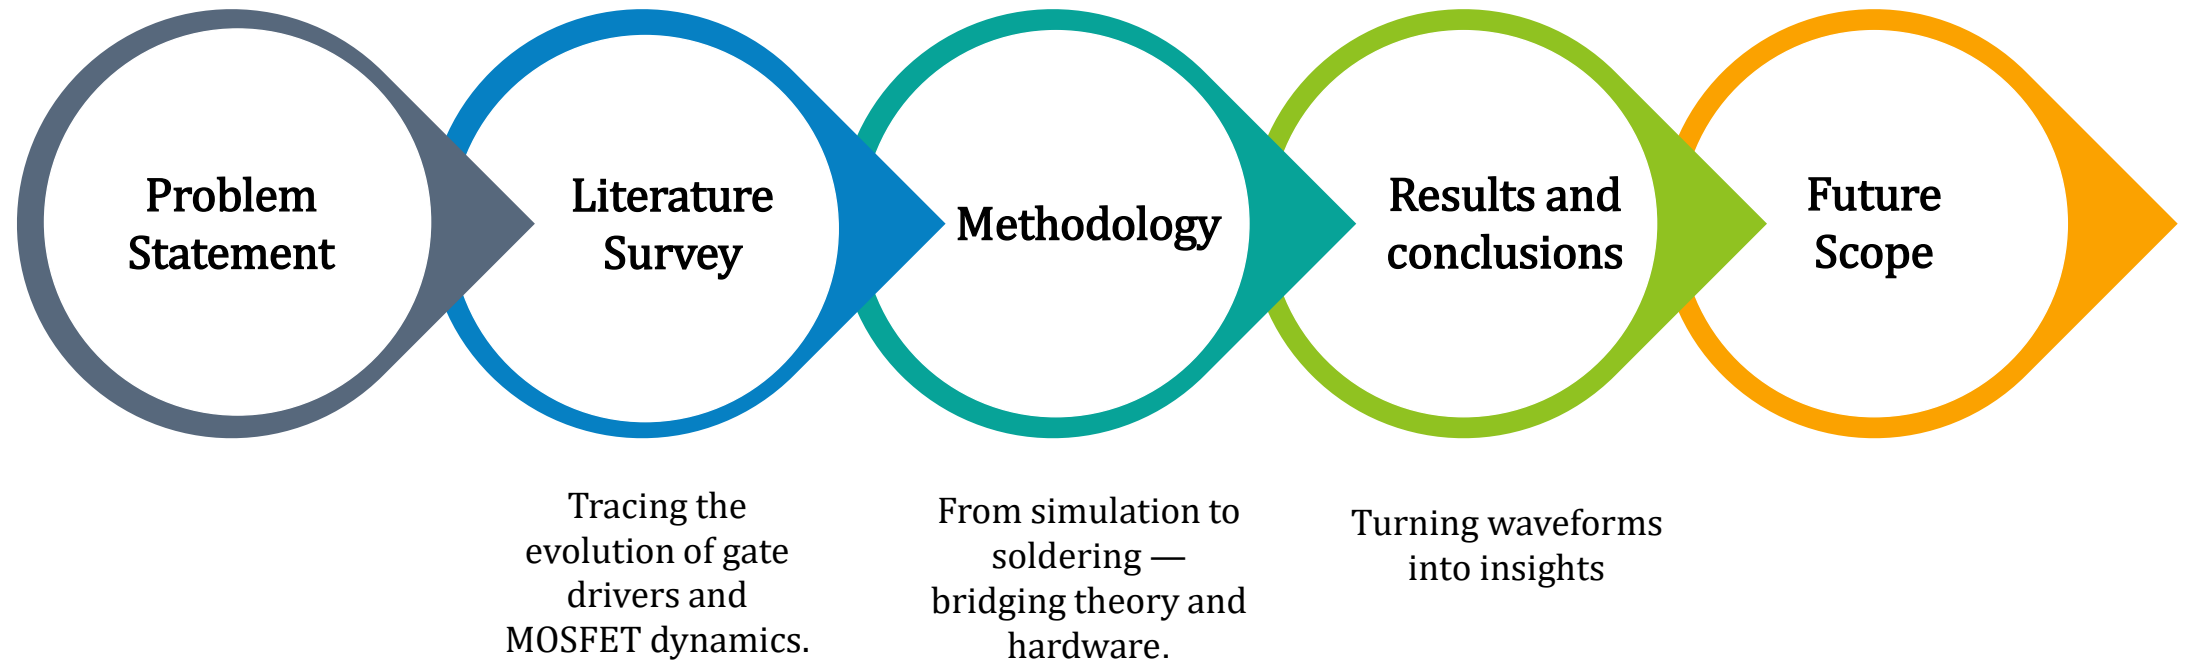 Problem
Statement
Literature
Survey
Methodology
Results and
conclusions
Future
Scope
Tracing the
evolution of gate
drivers and
MOSFET dynamics.
From simulation to
soldering —
bridging theory and
hardware.
Turning waveforms
into insights